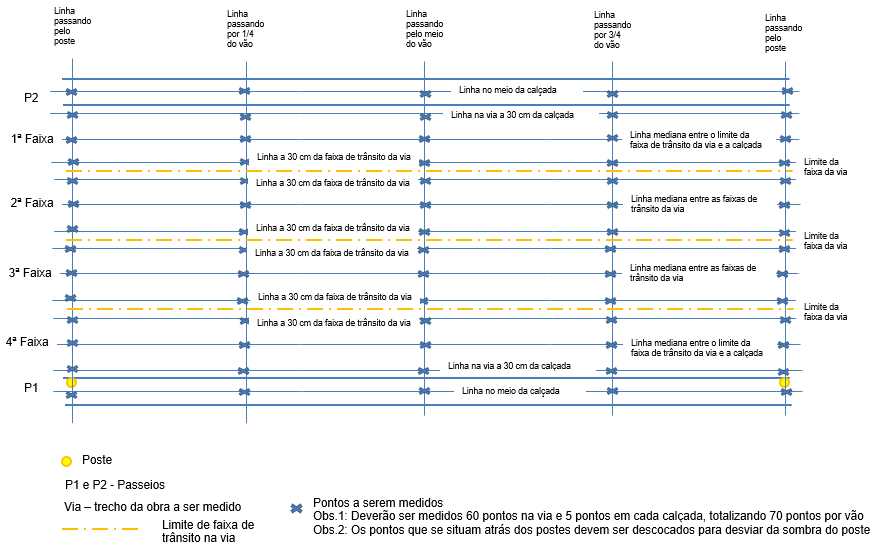 Linha
passando
pelo
poste
Linha
passando
por 1/4
do vão
Linha
passando
pelo meio
do vão
Linha
passando
por 3/4
do vão
Linha
passando
pelo
poste
P2
Linha no meio da calçada
Linha na via a 30 cm da calçada
1ª Faixa
Linha mediana entre o limite da
faixa de trânsito da via e a calçada
Linha a 30 cm da faixa de trânsito da via
Limite da
faixa da via
Linha a 30 cm da faixa de trânsito da via
2ª Faixa
Linha mediana entre as faixas de
trânsito da via
Linha a 30 cm da faixa de trânsito da via
Limite da
faixa da via
Linha a 30 cm da faixa de trânsito da via
3ª Faixa
Linha mediana entre as faixas de
trânsito da via
Linha a 30 cm da faixa de trânsito da via
Limite da
faixa da via
Linha a 30 cm da faixa de trânsito da via
4ª Faixa
Linha mediana entre o limite da
faixa de trânsito da via e a calçada
Linha na via a 30 cm da calçada
P1
Linha no meio da calçada
Poste
P1 e P2 - Passeios
Via – trecho da obra a ser medido
Limite de faixa de
trânsito na via
Pontos a serem medidos
Obs.1: Deverão ser medidos 60 pontos na via e 5 pontos em cada calçada, totalizando 70 pontos por vão
Obs.2: Os pontos que se situam atrás dos postes devem ser descocados para desviar da sombra do poste